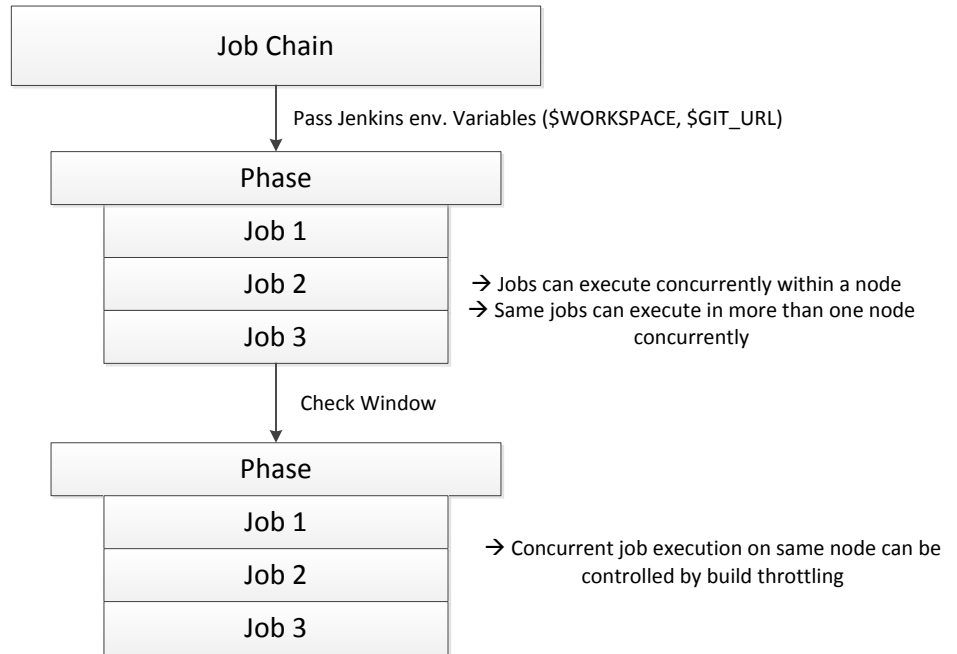 Job Chain
Pass Jenkins env. Variables ($WORKSPACE, $GIT_URL)
Phase
Job 1
Job 2
Job 3
→ Jobs can execute concurrently within a node
→ Same jobs can execute in more than one node
concurrently
Check Window
Phase
Job 1
Job 2
Job 3
→ Concurrent job execution on same node can be
controlled by build throttling